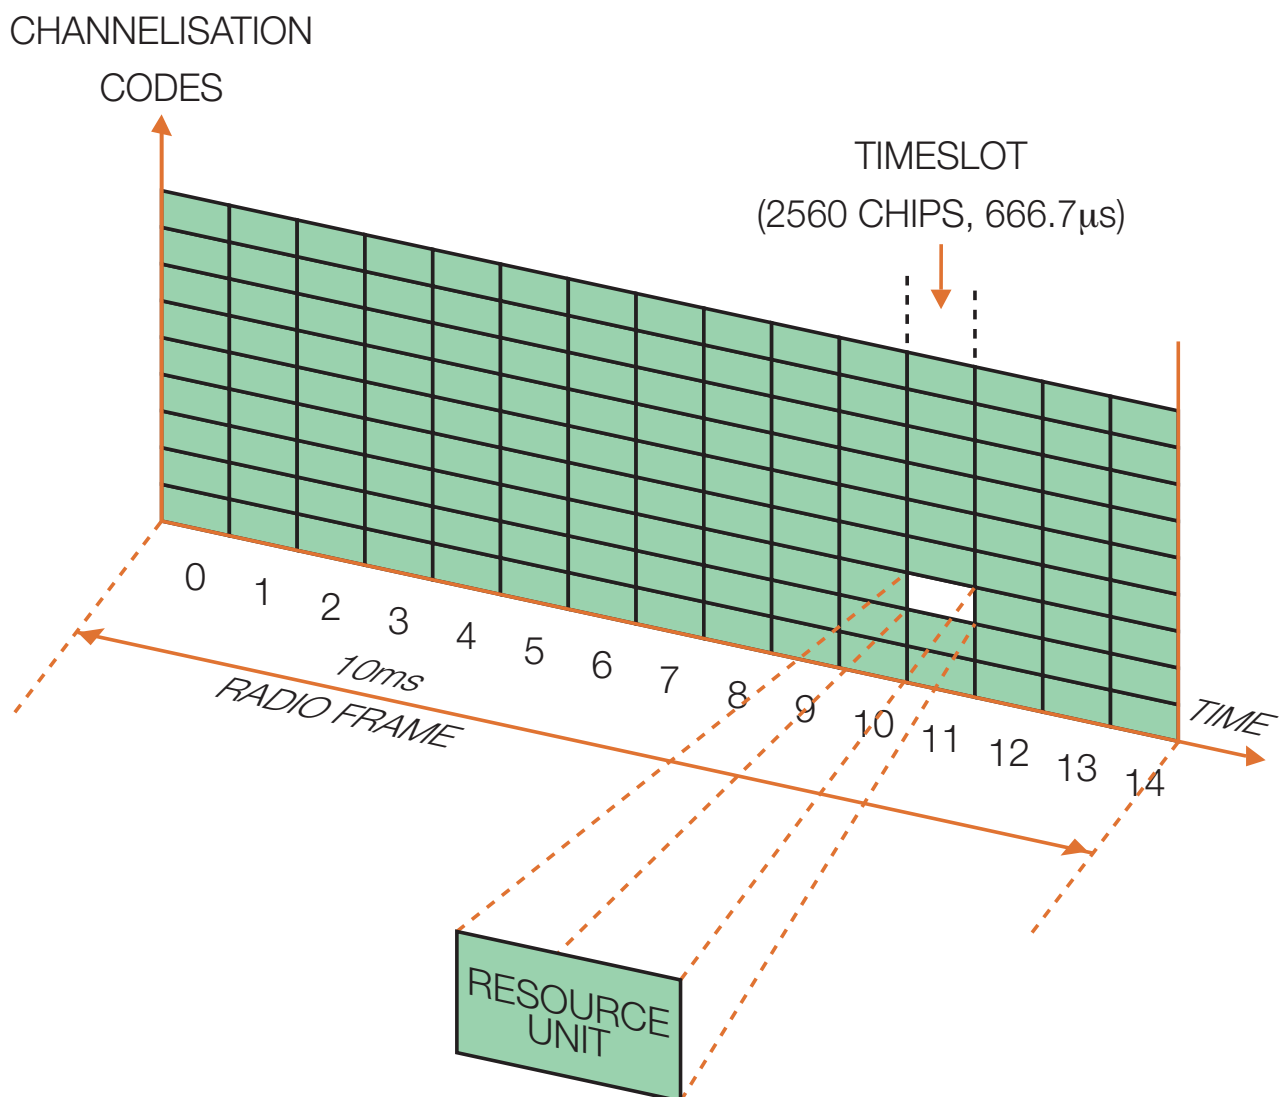 CHANNELISATION
CODES
TIMESLOT
(2560 CHIPS, 666.7μs)
0
1
2
3
4
5
6
7
8
9
10
11
12
13
14
TIME
10ms
RADIO FRAME
RESOURCE
UNIT